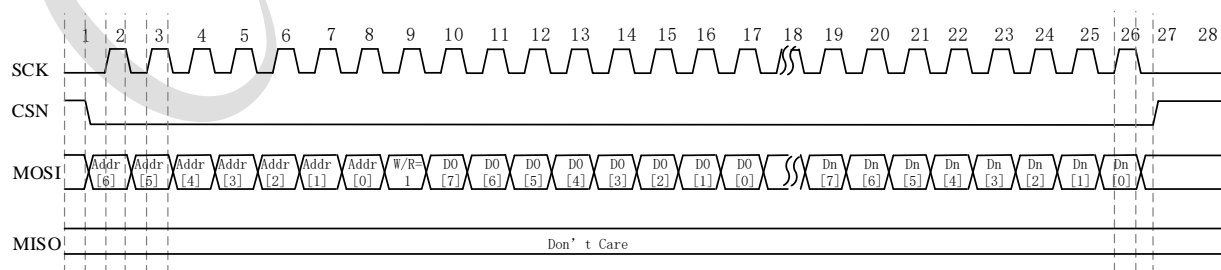 1 2 3 4 5 6 7 8 9 10 11 12 13 14 15 16 17 18 19 20 21 22 23 24 25 26 27 28
SCK
CSN
MOSI Addr [6] Addr [5] Addr [4] Addr [3] Addr [2] Addr [1] Addr [0] W/R= 1 D0 [7] D0 [6] D0 [5] D0 [4] D0 [3] D0 [2] D0 [1] D0 [0] Dn [7] Dn [6] Dn [5] Dn [4] Dn [3] Dn [2] Dn [1] Dn [0]
MISO Don’t Care